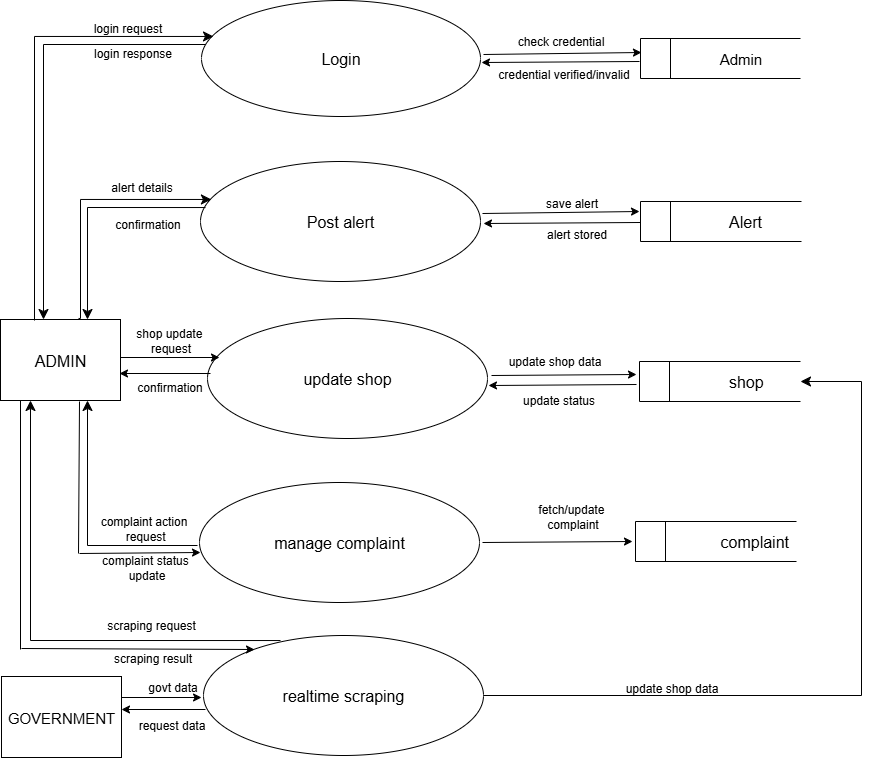 login request
login response
Login
check credential
credential verified/invalid
Admin
alert details
confirmation
Post alert
save alert
alert stored
Alert
ADMIN
shop update
request
confirmation
update shop
update shop data
update status
shop
complaint action
request
complaint status
update
manage complaint
fetch/update
complaint
complaint
scraping request
scraping result
GOVERNMENT
govt data
request data
realtime scraping
update shop data